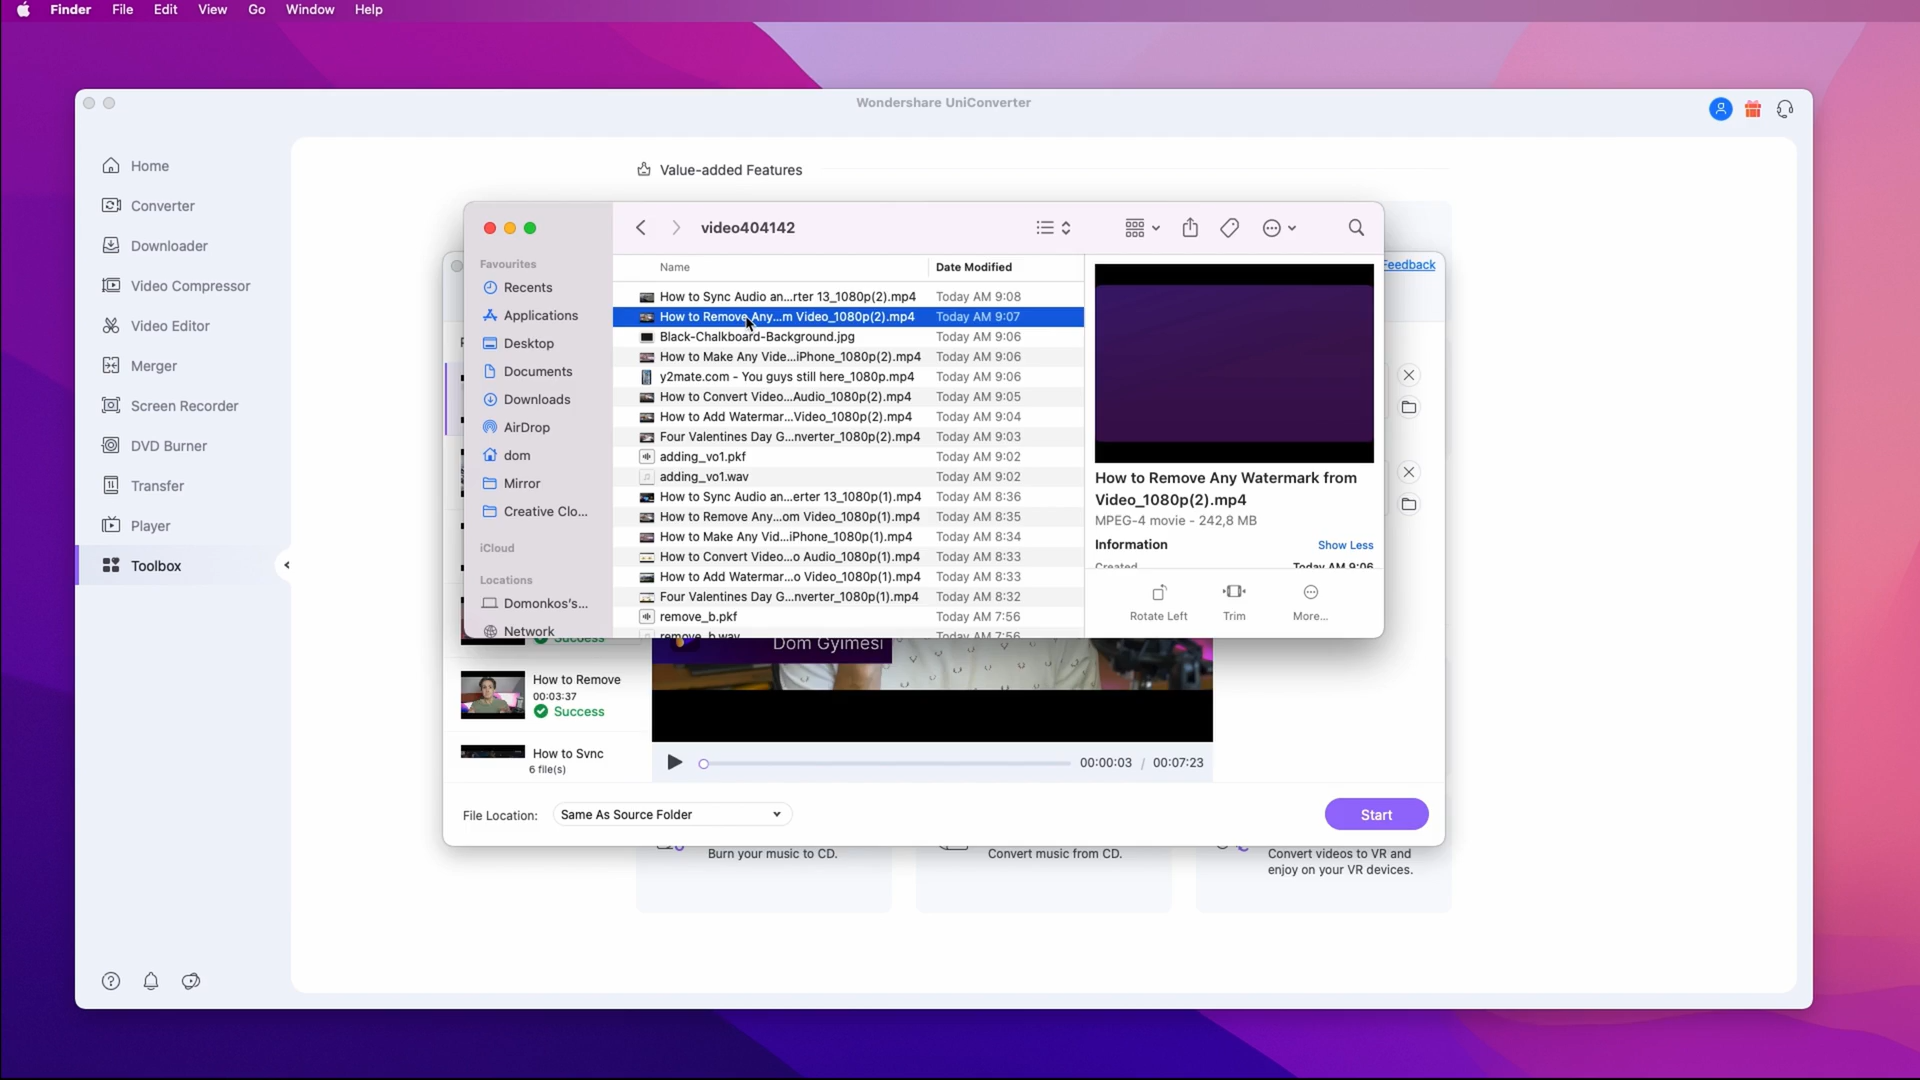 Finder File Edit View Go Window Help
Wondershare UniConverter
Home
Converter
Downloader
Video Compressor
Video Editor
Merger
Screen Recorder
DVD Burner
Transfer
Player
Toolbox
Value-added Features
Feedback
video404142
Favourites
Recents
Applications
Desktop
Documents
Downloads
AirDrop
dom
Mirror
Creative Clo...
iCloud
Locations
Domonkos's...
Network
Name Date Modified
How to Sync Audio an...rter 13_1080p(2).mp4 Today AM 9:08
How to Remove Any...m Video_1080p(2).mp4 Today AM 9:07
Black-Chalkboard-Background.jpg Today AM 9:06
How to Make Any Vide...iPhone_1080p(2).mp4 Today AM 9:06
y2mate.com - You guys still here_1080p.mp4 Today AM 9:06
How to Convert Video...Audio_1080p(2).mp4 Today AM 9:05
How to Add Watermar...Video_1080p(2).mp4 Today AM 9:04
Four Valentines Day G...nverter_1080p(2).mp4 Today AM 9:03
adding_vo1.pkf Today AM 9:02
adding_vo1.wav Today AM 9:02
How to Sync Audio an...erter 13_1080p(1).mp4 Today AM 8:36
How to Remove Any...om Video_1080p(1).mp4 Today AM 8:35
How to Make Any Vid...iPhone_1080p(1).mp4 Today AM 8:34
How to Convert Video...o Audio_1080p(1).mp4 Today AM 8:33
How to Add Watermar...o Video_1080p(1).mp4 Today AM 8:33
Four Valentines Day G...nverter_1080p(1).mp4 Today AM 8:32
remove_b.pkf Today AM 7:56
remove_b.wav Today AM 7:56
How to Remove Any Watermark from
Video_1080p(2).mp4
MPEG-4 movie - 242,8 MB
Information Show Less
Created Today AM 9:06
Rotate Left Trim More...
Success
Dom Gyimesi
How to Remove
00:03:37
Success
How to Sync
6 file(s)
00:00:03 / 00:07:23
File Location: Same As Source Folder
Start
Burn your music to CD.
Convert music from CD.
Convert videos to VR and
enjoy on your VR devices.